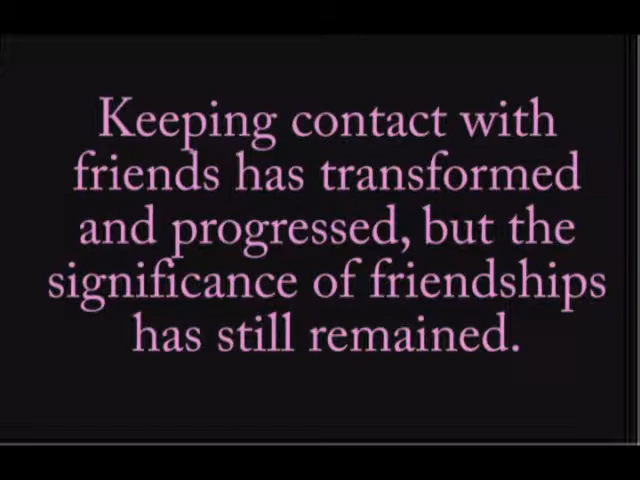 Keeping contact with
friends has transformed
and progressed, but the
significance of friendships
has still remained.